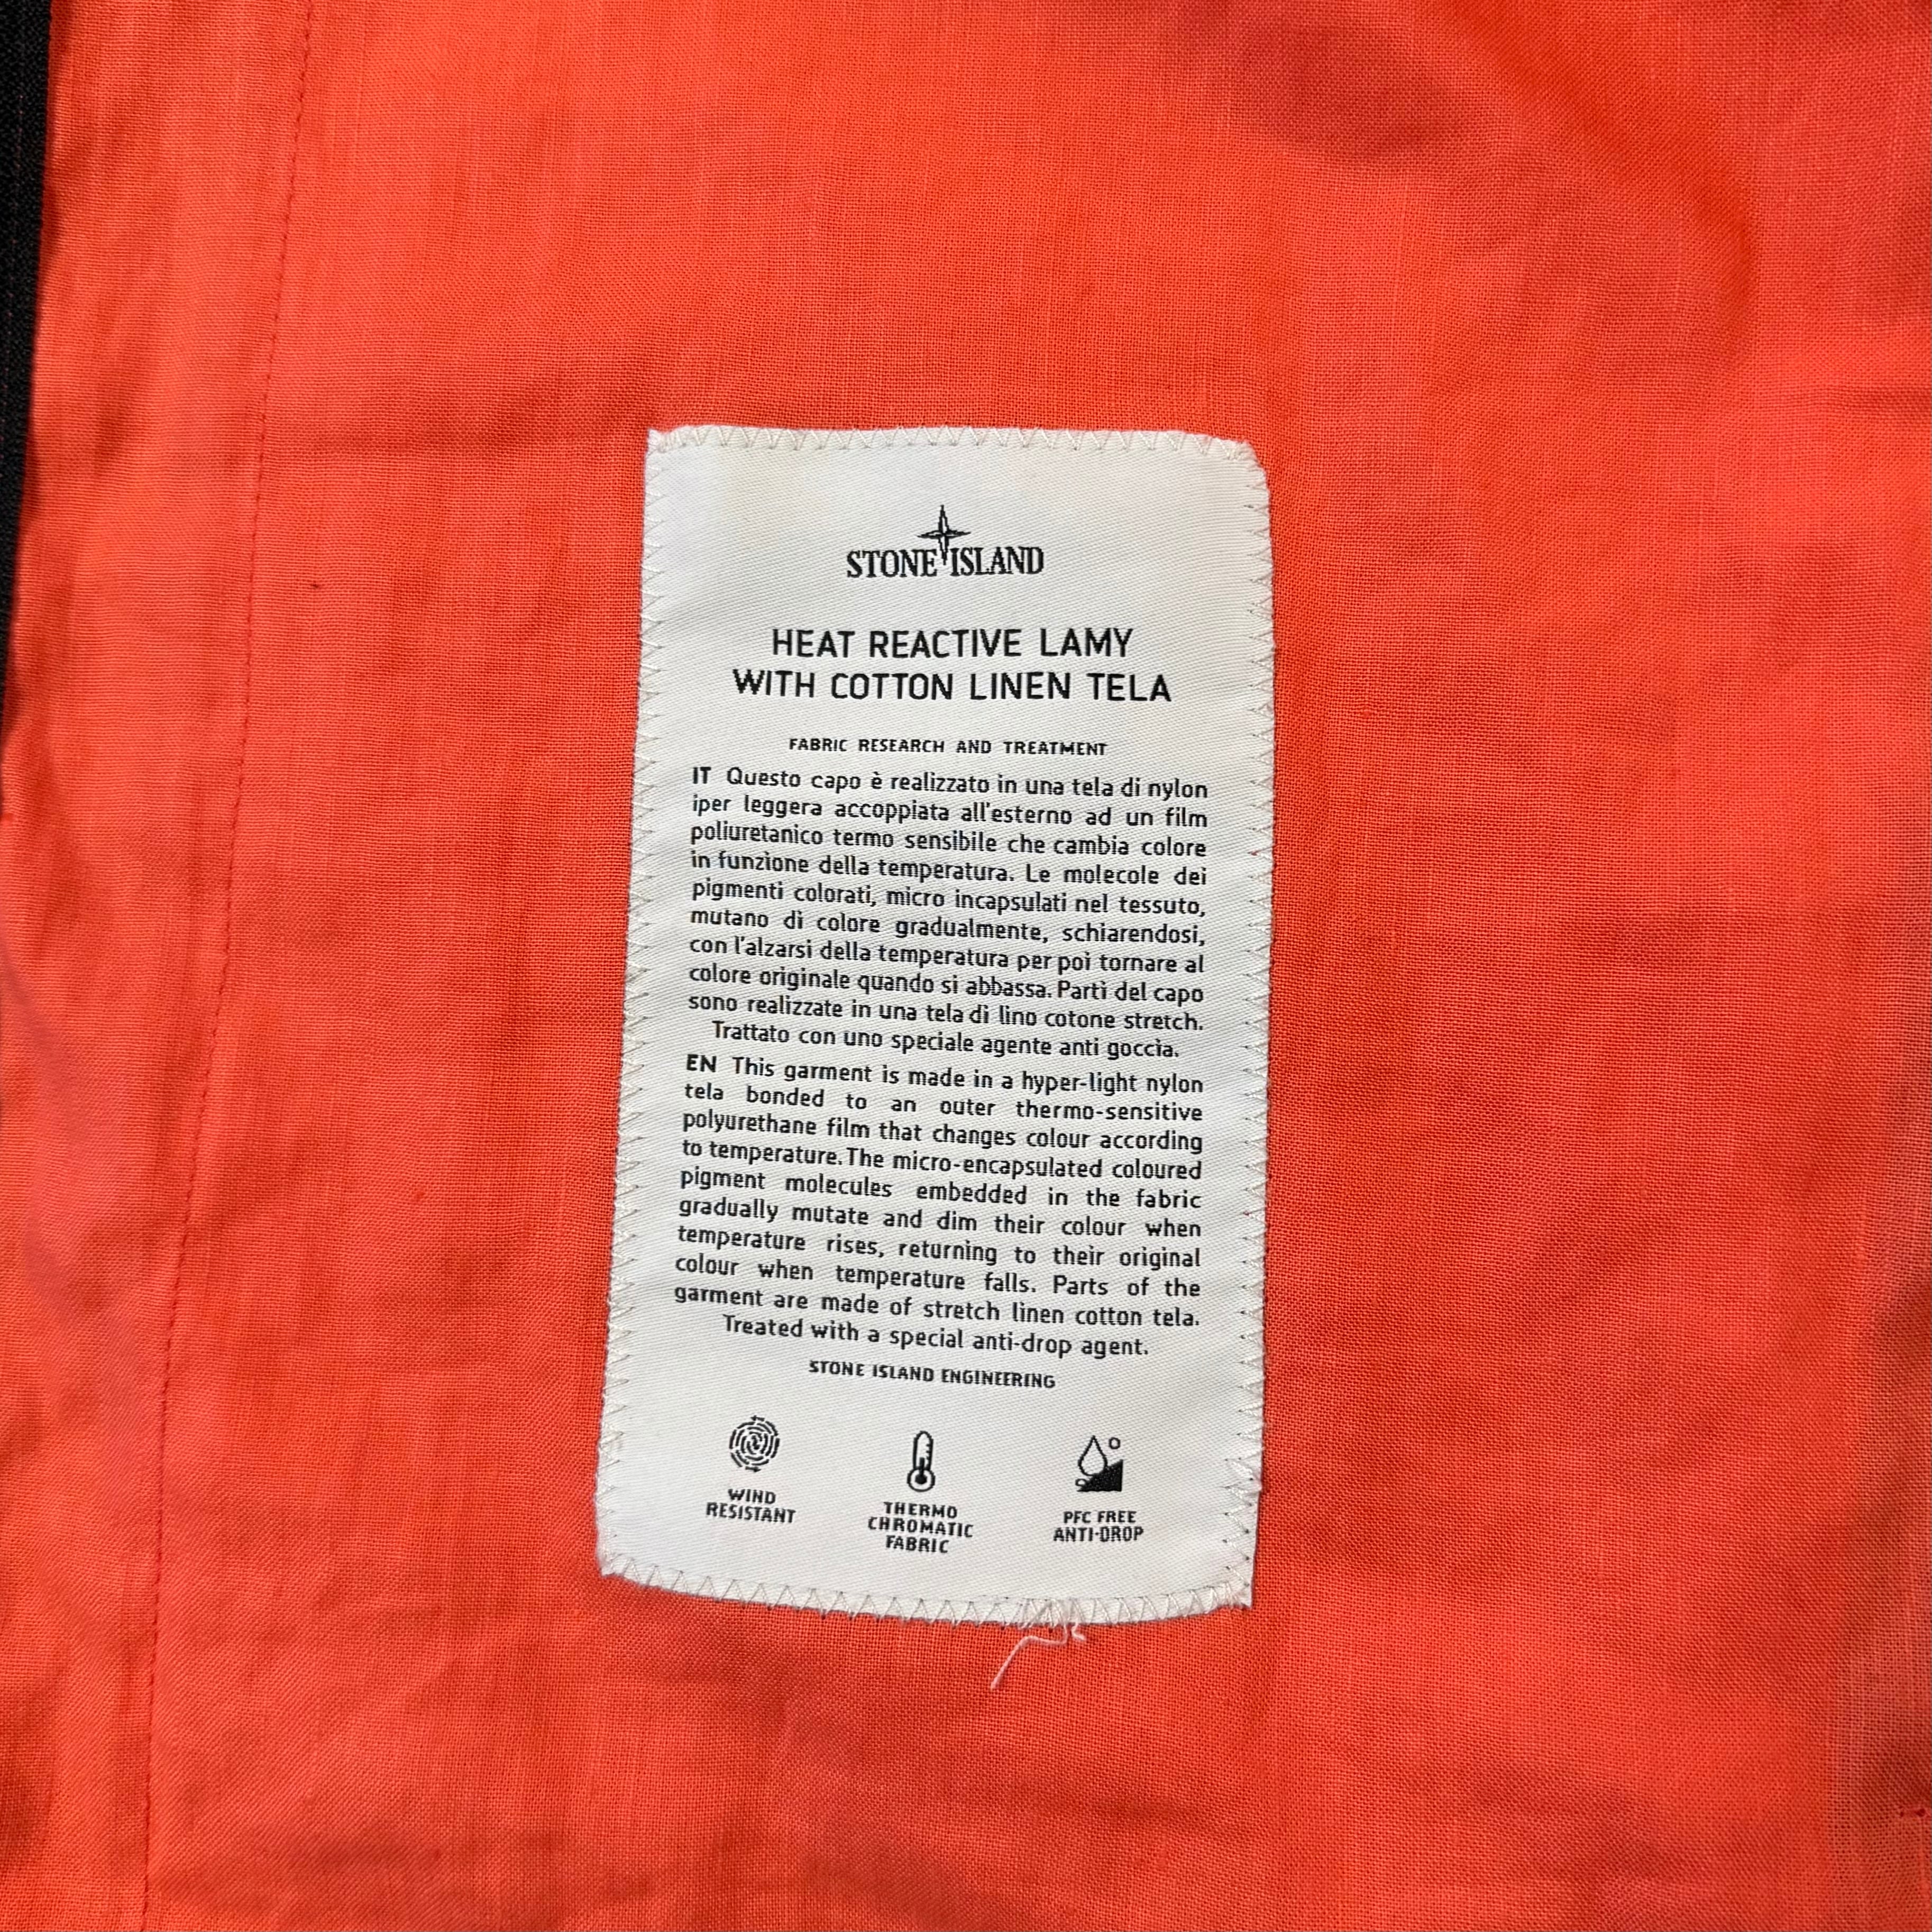 STONE ISLAND
HEAT REACTIVE LAMY
WITH COTTON LINEN TELA
FABRIC RESEARCH AND TREATMENT
IT Questo capo è realizzato in una tela di nylon
iper leggera accoppiata all'esterno ad un film
poliuretanico termo sensibile che cambia colore
in funzione della temperatura. Le molecole dei
pigmenti colorati, micro incapsulati nel tessuto,
mutano di colore gradualmente, schiarendosi,
con l'alzarsi della temperatura per poi tornare al
colore originale quando si abbassa. Parti del capo
sono realizzate in una tela di lino cotone stretch.
Trattato con uno speciale agente anti goccia.
EN This garment is made in a hyper-light nylon
tela bonded to an outer thermo-sensitive
polyurethane film that changes colour according
to temperature. The micro-encapsulated coloured
pigment molecules embedded in the fabric
gradually mutate and dim their colour when
temperature rises, returning to their original
colour when temperature falls. Parts of the
garment are made of stretch linen cotton tela.
Treated with a special anti-drop agent.
STONE ISLAND ENGINEERING
WIND
RESISTANT
THERMO
CHROMATIC
FABRIC
PFC FREE
ANTI-DROP